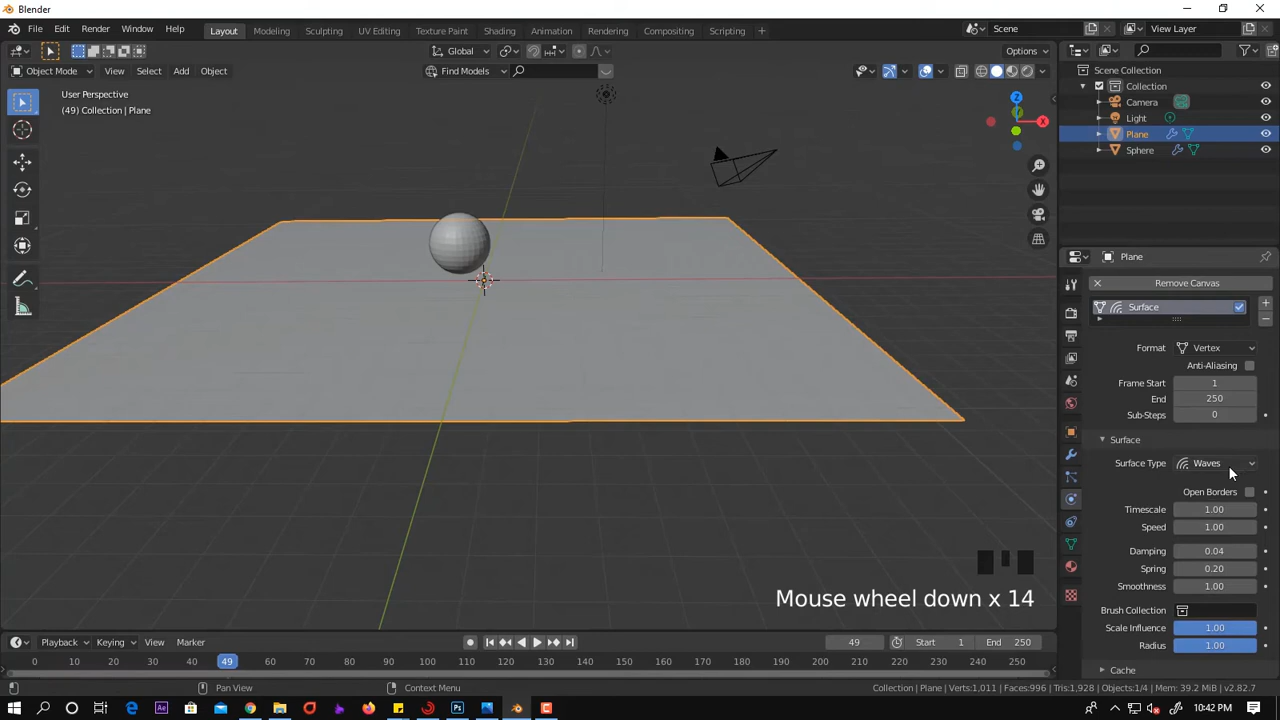 Blender
File Edit Render Window Help Layout Modeling Sculpting UV Editing Texture Paint Shading Animation Rendering Compositing Scripting + Scene View Layer
Global Options
Object Mode View Select Add Object Find Models
User Perspective
(49) Collection | Plane
Z
X
Y
Scene Collection
Collection
Camera
Light
Plane
Sphere
Plane
Remove Canvas
Surface
Format Vertex
Anti-Aliasing
Frame Start 1
End 250
Sub-Steps 0
Surface
Surface Type Waves
Open Borders
Timescale 1.00
Speed 1.00
Damping 0.04
Spring 0.20
Smoothness 1.00
Brush Collection
Scale Influence 1.00
Radius 1.00
Cache
Mouse wheel down x 14
Playback Keying View Marker 49 Start 1 End 250
0 10 20 30 40 49 60 70 80 90 100 110 120 130 140 150 160 170 180 190 200 210 220 230 240 250
Pan View Context Menu Collection | Plane | Verts:1,011 | Faces:996 | Tris:1,928 | Objects:1/4 | Mem: 39.2 MiB | v2.82.7
10:42 PM